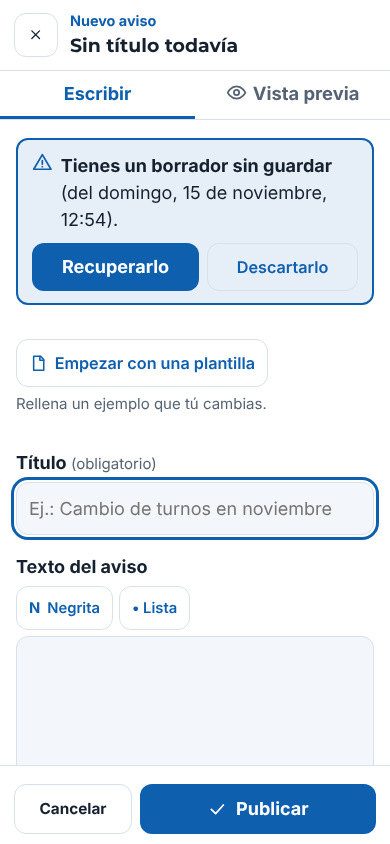 Nuevo aviso
Sin título todavía
Escribir
Vista previa
Tienes un borrador sin guardar
(del domingo, 15 de noviembre,
12:54).
Recuperarlo
Descartarlo
Empezar con una plantilla
Rellena un ejemplo que tú cambias.
Título (obligatorio)
Ej.: Cambio de turnos en noviembre
Texto del aviso
N Negrita
• Lista
Cancelar
Publicar